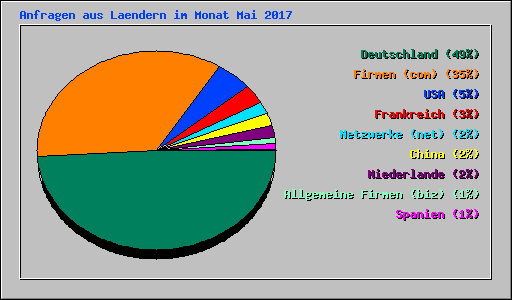 Anfragen aus Laendern im Monat Mai 2017
Deutschland (49%)
Firmen (com) (35%)
USA (5%)
Frankreich (3%)
Netzwerke (net) (2%)
China (2%)
Niederlande (2%)
Allgemeine Firmen (biz) (1%)
Spanien (1%)